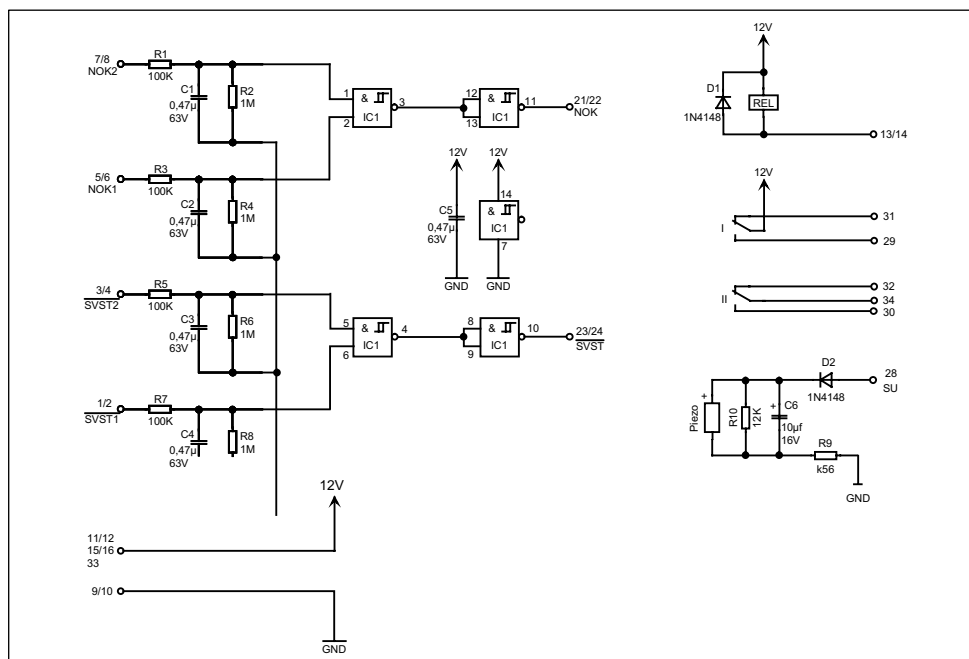 7/8
NOK2
R1
100K
C1
0,47µ
63V
R2
1M
1
2
&
IC1
3
12
13
&
IC1
11
21/22
NOK
5/6
NOK1
R3
100K
C2
0,47µ
63V
R4
1M
12V
C5
0,47µ
63V
GND
12V
14
&
IC1
7
GND
3/4
SVST2
R5
100K
C3
0,47µ
63V
R6
1M
5
6
&
IC1
4
8
9
&
IC1
10
23/24
SVST
1/2
SVST1
R7
100K
C4
0,47µ
63V
R8
1M
12V
11/12
15/16
33
9/10
GND
12V
D1
1N4148
REL
13/14
12V
I
31
29
II
32
34
30
D2
1N4148
28
SU
Piezo
+
R10
12K
+
C6
10µf
16V
R9
k56
GND